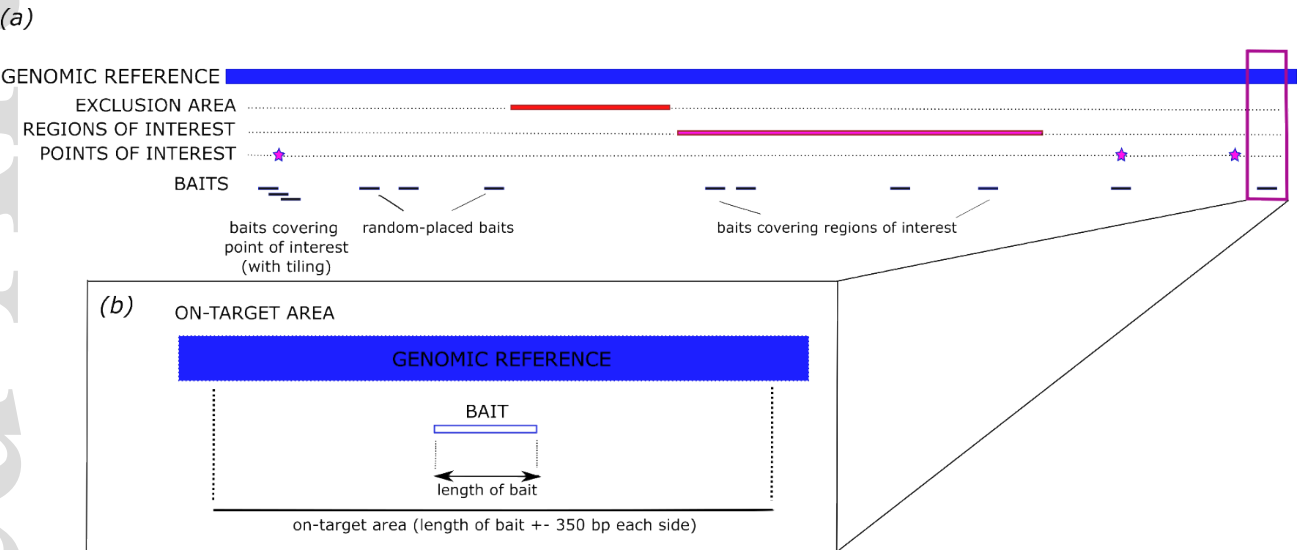 (a)
GENOMIC REFERENCE
EXCLUSION AREA
REGIONS OF INTEREST
POINTS OF INTEREST
BAITS
baits covering
point of interest
(with tiling)
random-placed baits
baits covering regions of interest
(b)
ON-TARGET AREA
GENOMIC REFERENCE
BAIT
length of bait
on-target area (length of bait +- 350 bp each side)